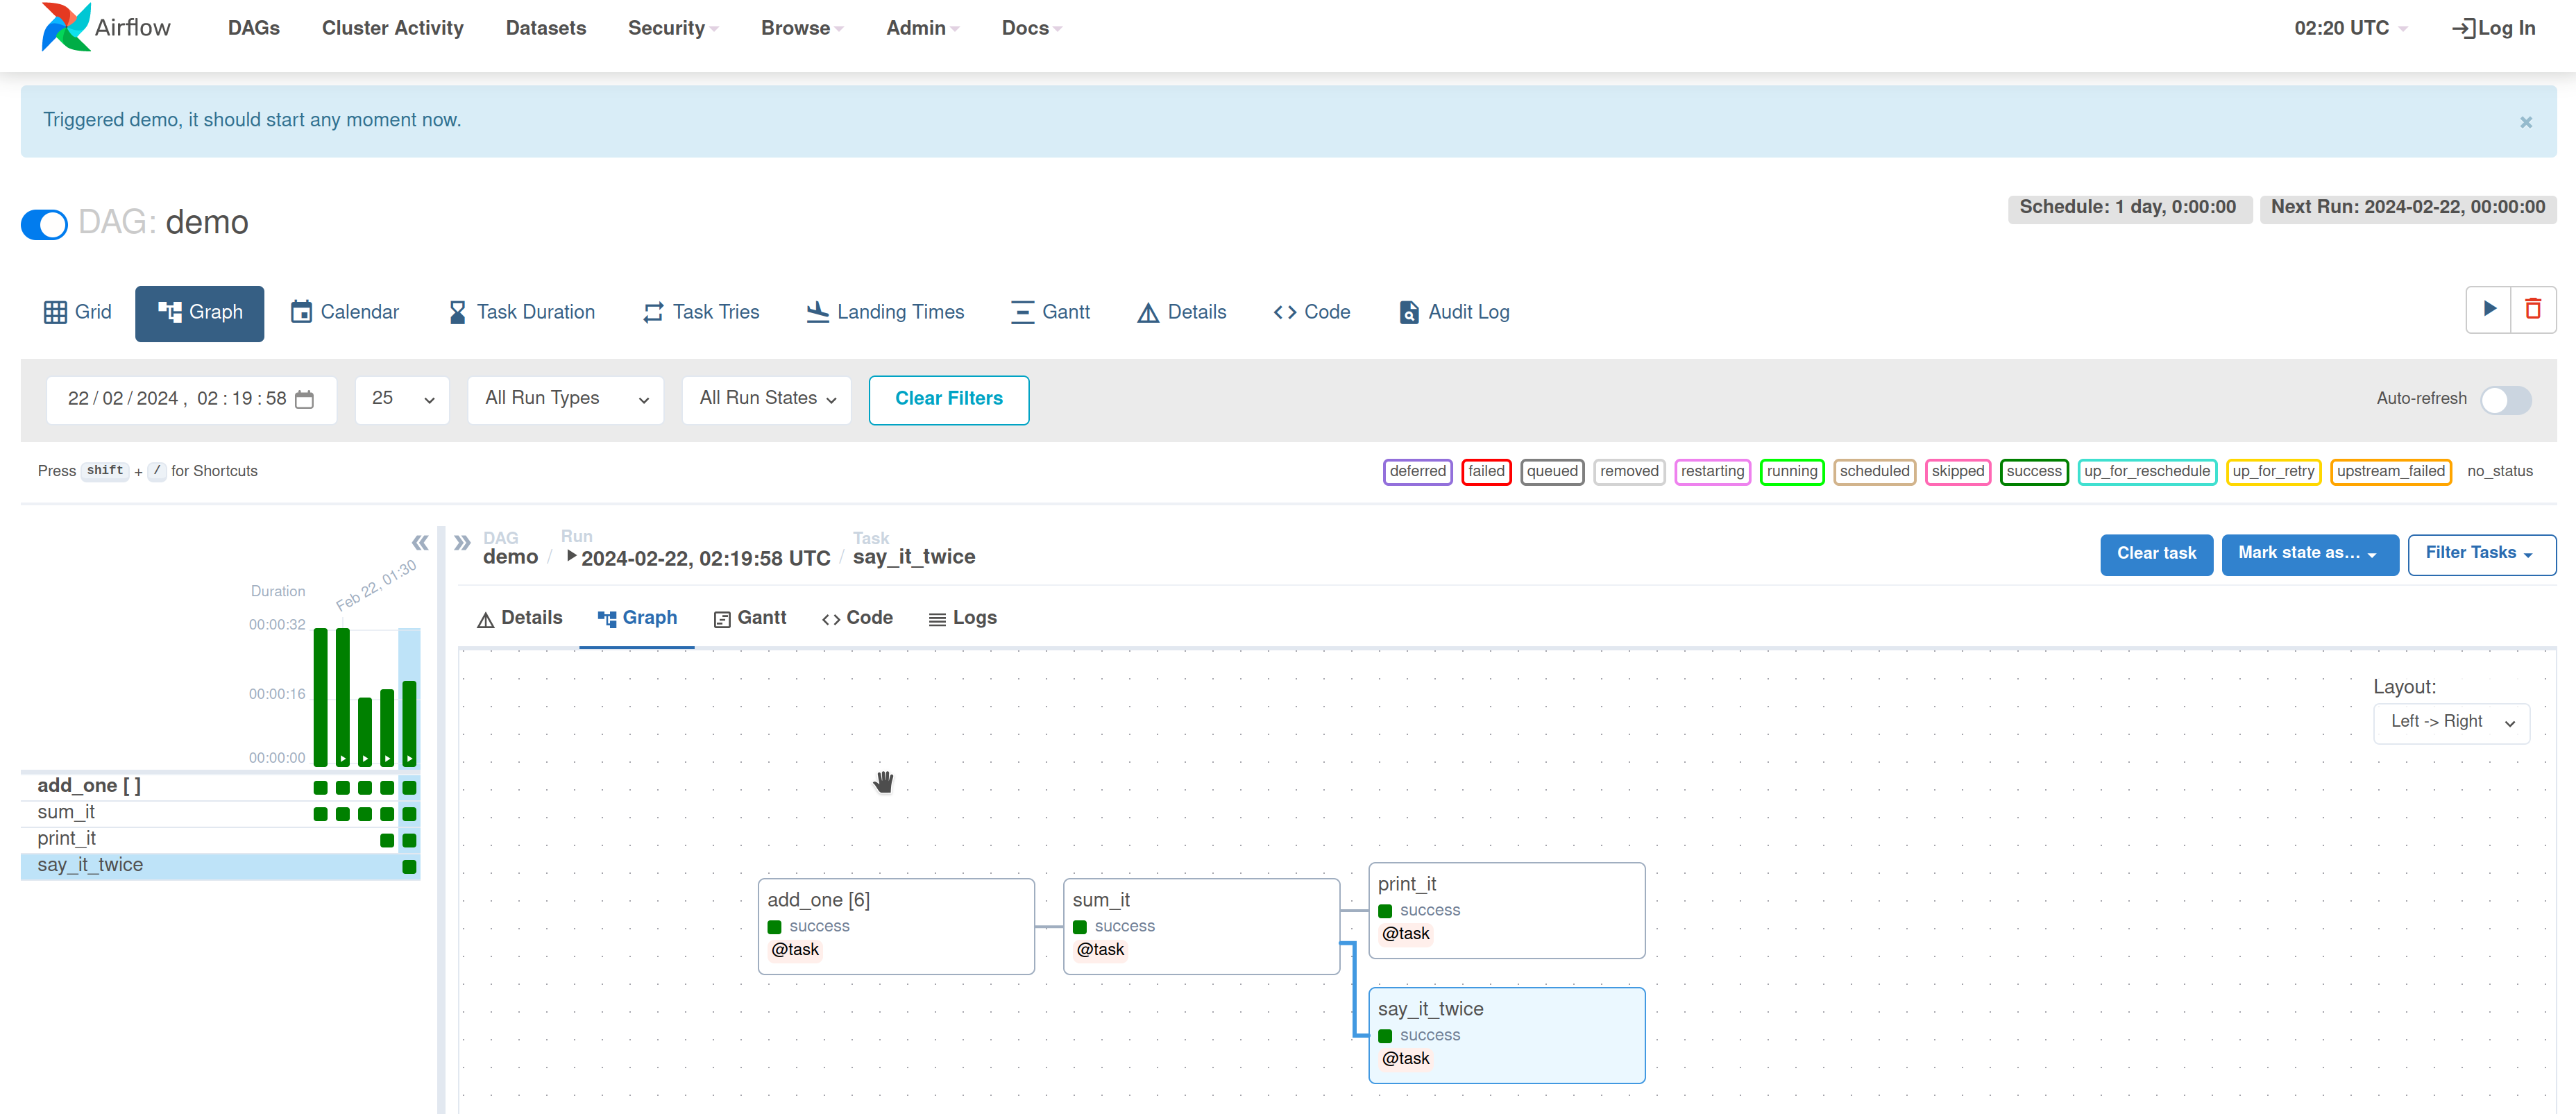 Airflow DAGs Cluster Activity Datasets Security Browse Admin Docs 02:20 UTC Log In
Triggered demo, it should start any moment now. ×
DAG: demo Schedule: 1 day, 0:00:00 Next Run: 2024-02-22, 00:00:00
Grid Graph Calendar Task Duration Task Tries Landing Times Gantt Details Code Audit Log
22/02/2024, 02:19:58 25 All Run Types All Run States Clear Filters Auto-refresh
Press shift + / for Shortcuts deferred failed queued removed restarting running scheduled skipped success up_for_reschedule up_for_retry upstream_failed no_status
DAG Run Task
demo / 2024-02-22, 02:19:58 UTC / say_it_twice Clear task Mark state as... Filter Tasks
Duration Feb 22, 01:30
00:00:32
00:00:16
00:00:00
add_one [ ]
sum_it
print_it
say_it_twice
Details Graph Gantt Code Logs
Layout:
Left -> Right
add_one [6]
success
@task
sum_it
success
@task
print_it
success
@task
say_it_twice
success
@task